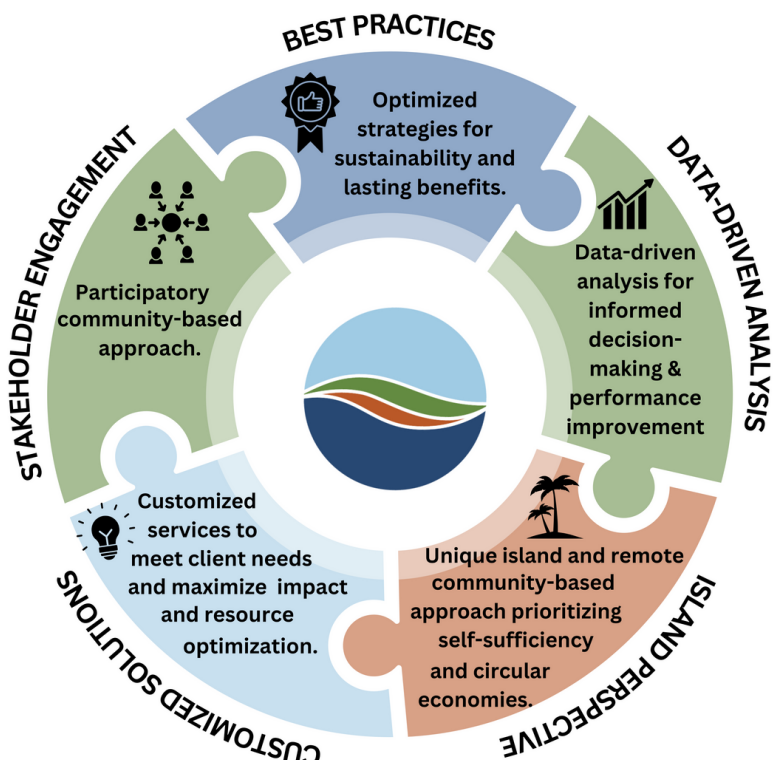 BEST PRACTICES
Optimized
strategies for
sustainability and
lasting benefits.
DATA-DRIVEN ANALYSIS
Data-driven
analysis for
informed
decision-
making &
performance
improvement
ISLAND PERSPECTIVE
Unique island and remote
community-based
approach prioritizing
self-sufficiency
and circular
economies.
CUSTOMIZED SOLUTIONS
Customized
services to
meet client needs
and maximize impact
and resource
optimization.
STAKEHOLDER ENGAGEMENT
Participatory
community-based
approach.